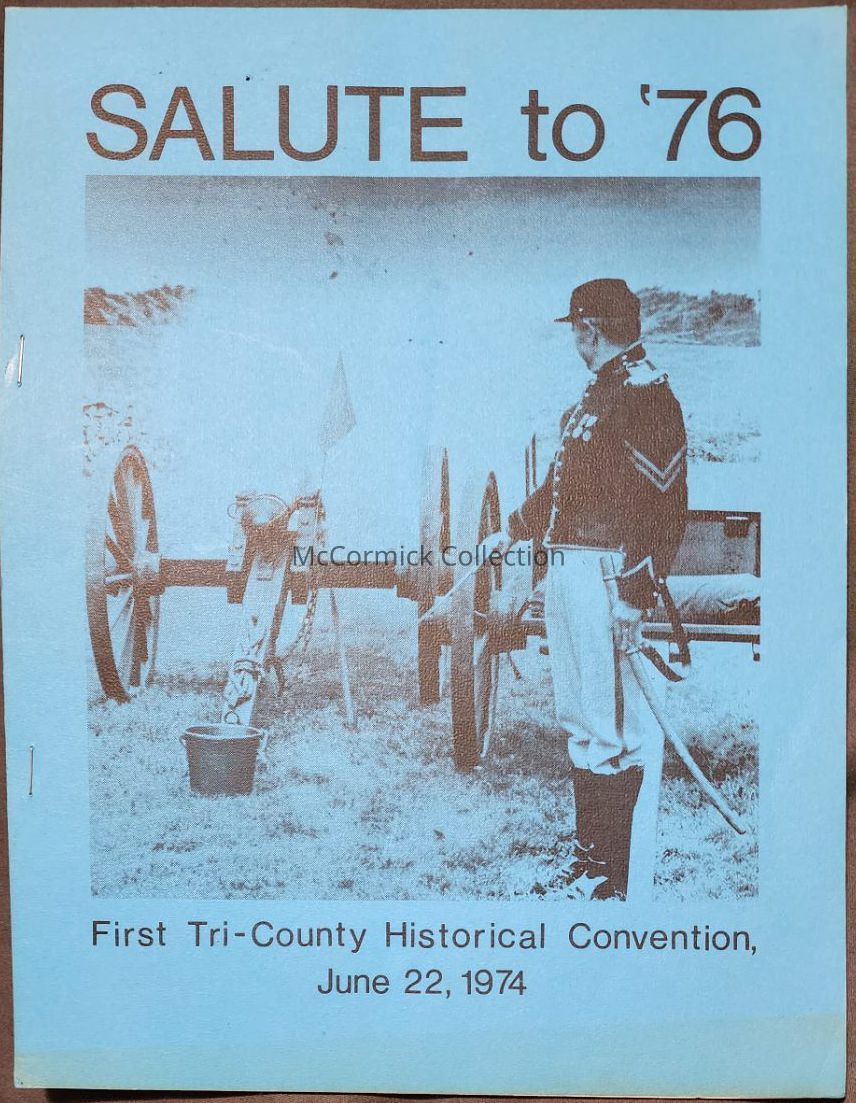 SALUTE to '76
McCormick Collection
First Tri-County Historical Convention,
June 22, 1974